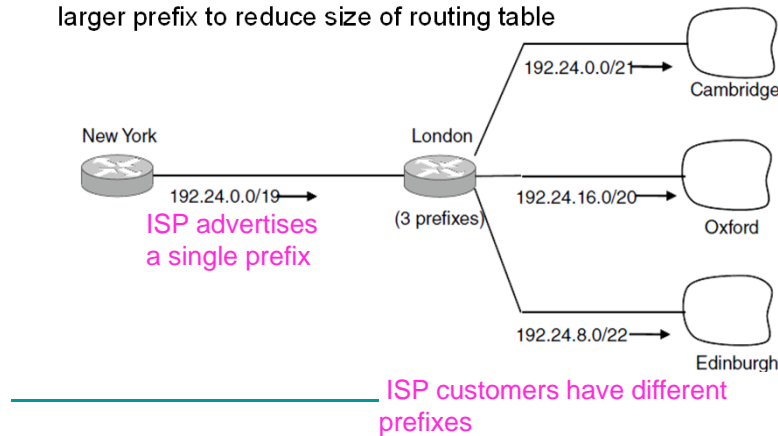 larger prefix to reduce size of routing table
192.24.0.0/21
Cambridge
New York
London
192.24.0.0/19
192.24.16.0/20
(3 prefixes)
Oxford
ISP advertises
a single prefix
192.24.8.0/22
Edinburgh
ISP customers have different
prefixes